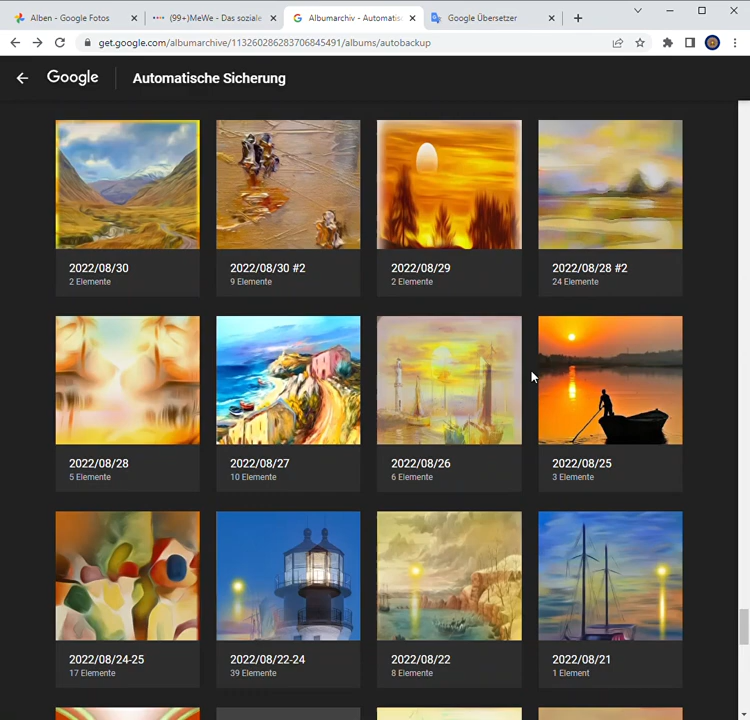 Alben - Google Fotos
(99+)MeWe - Das soziale
Albumarchiv - Automatisc
Google Übersetzer
get.google.com/albumarchive/113260286283706845491/albums/autobackup
Google
Automatische Sicherung
2022/08/30
2 Elemente
2022/08/30 #2
9 Elemente
2022/08/29
2 Elemente
2022/08/28 #2
24 Elemente
2022/08/28
5 Elemente
2022/08/27
10 Elemente
2022/08/26
6 Elemente
2022/08/25
3 Elemente
2022/08/24-25
17 Elemente
2022/08/22-24
39 Elemente
2022/08/22
8 Elemente
2022/08/21
1 Element